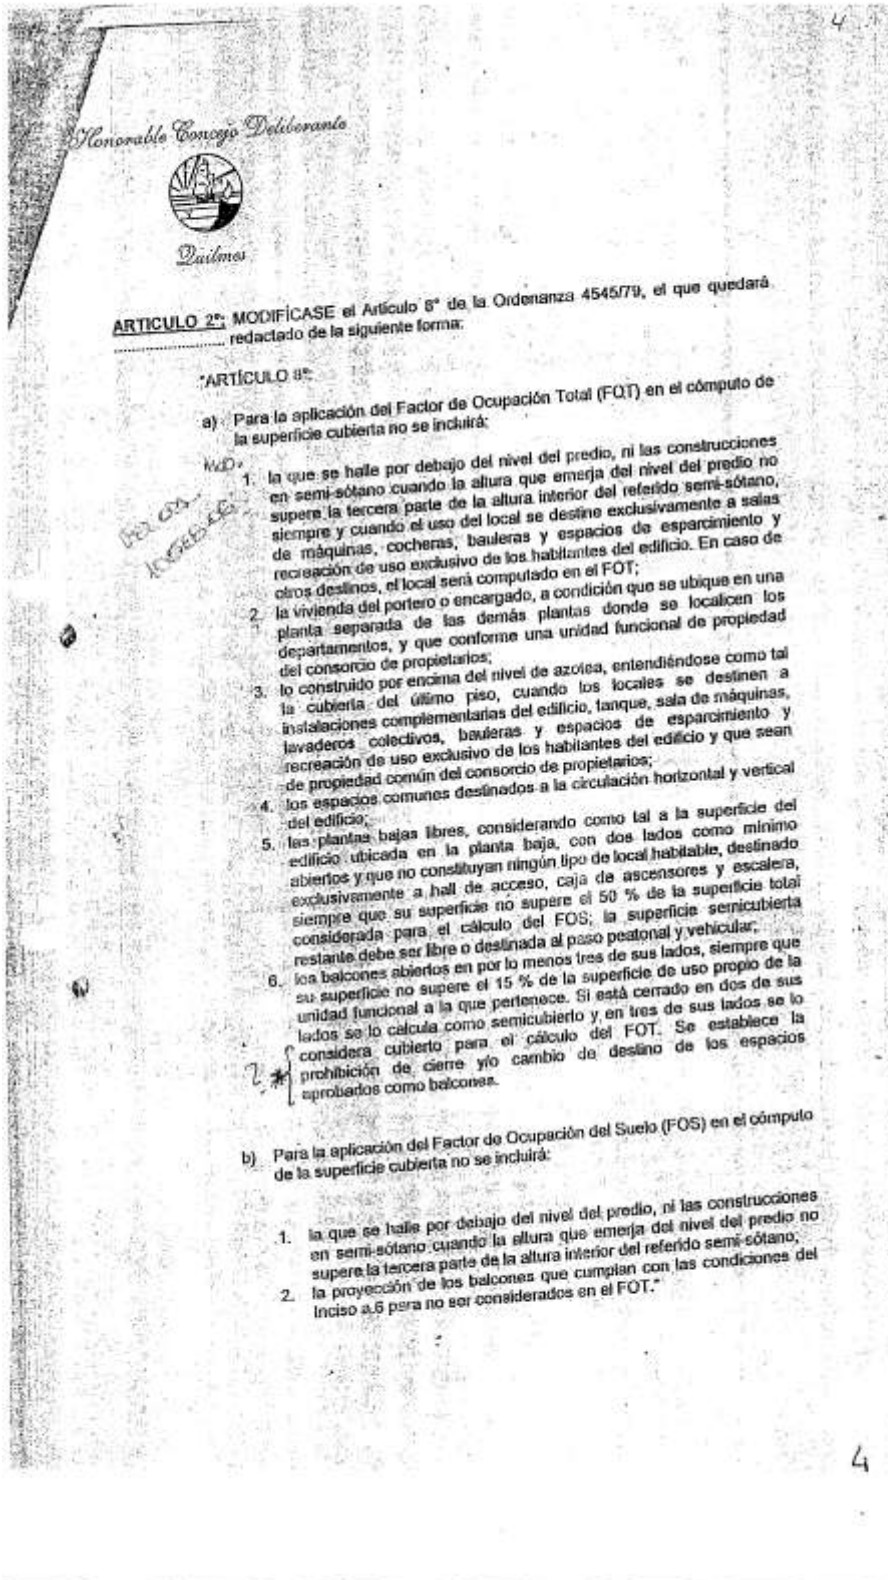 4
Honorable Concejo Deliberante
Quilmes
ARTICULO 2º: MODIFÍCASE el Artículo 8° de la Ordenanza 4545/79, el que quedará
........................ redactado de la siguiente forma:
"ARTÍCULO 8º:
a) Para la aplicación del Factor de Ocupación Total (FOT) en el cómputo de
la superficie cubierta no se incluirá:
1. la que se halle por debajo del nivel del predio, ni las construcciones
en semi-sótano cuando la altura que emerja del nivel del predio no
supere la tercera parte de la altura interior del referido semi-sótano,
siempre y cuando el uso del local se destine exclusivamente a salas
de máquinas, cocheras, bauleras y espacios de esparcimiento y
recreación de uso exclusivo de los habitantes del edificio. En caso de
otros destinos, el local será computado en el FOT;
2. la vivienda del portero o encargado, a condición que se ubique en una
planta separada de las demás plantas donde se localicen los
departamentos, y que conforme una unidad funcional de propiedad
del consorcio de propietarios;
3. lo construido por encima del nivel de azotea, entendiéndose como tal
la cubierta del último piso, cuando los locales se destinen a
instalaciones complementarias del edificio, tanque, sala de máquinas,
lavaderos colectivos, bauleras y espacios de esparcimiento y
recreación de uso exclusivo de los habitantes del edificio y que sean
de propiedad común del consorcio de propietarios;
4. los espacios comunes destinados a la circulación horizontal y vertical
del edificio;
5. las plantas bajas libres, considerando como tal a la superficie del
edificio ubicada en la planta baja, con dos lados como mínimo
abiertos y que no constituyan ningún tipo de local habitable, destinado
exclusivamente a hall de acceso, caja de ascensores y escalera,
siempre que su superficie no supere el 50 % de la superficie total
considerada para el cálculo del FOS; la superficie semicubierta
restante debe ser libre o destinada al paso peatonal y vehicular;
6. los balcones abiertos en por lo menos tres de sus lados, siempre que
su superficie no supere el 15 % de la superficie de uso propio de la
unidad funcional a la que pertenece. Si está cerrado en dos de sus
lados se lo calcula como semicubierto y en tres de sus lados se lo
considera cubierto para el cálculo del FOT. Se establece la
prohibición de cierre y/o cambio de destino de los espacios
aprobados como balcones.
b) Para la aplicación del Factor de Ocupación del Suelo (FOS) en el cómputo
de la superficie cubierta no se incluirá:
1. la que se halle por debajo del nivel del predio, ni las construcciones
en semi-sótano cuando la altura que emerja del nivel del predio no
supere la tercera parte de la altura interior del referido semi-sótano;
2. la proyección de los balcones que cumplan con las condiciones del
Inciso a.6 para no ser considerados en el FOT."
4